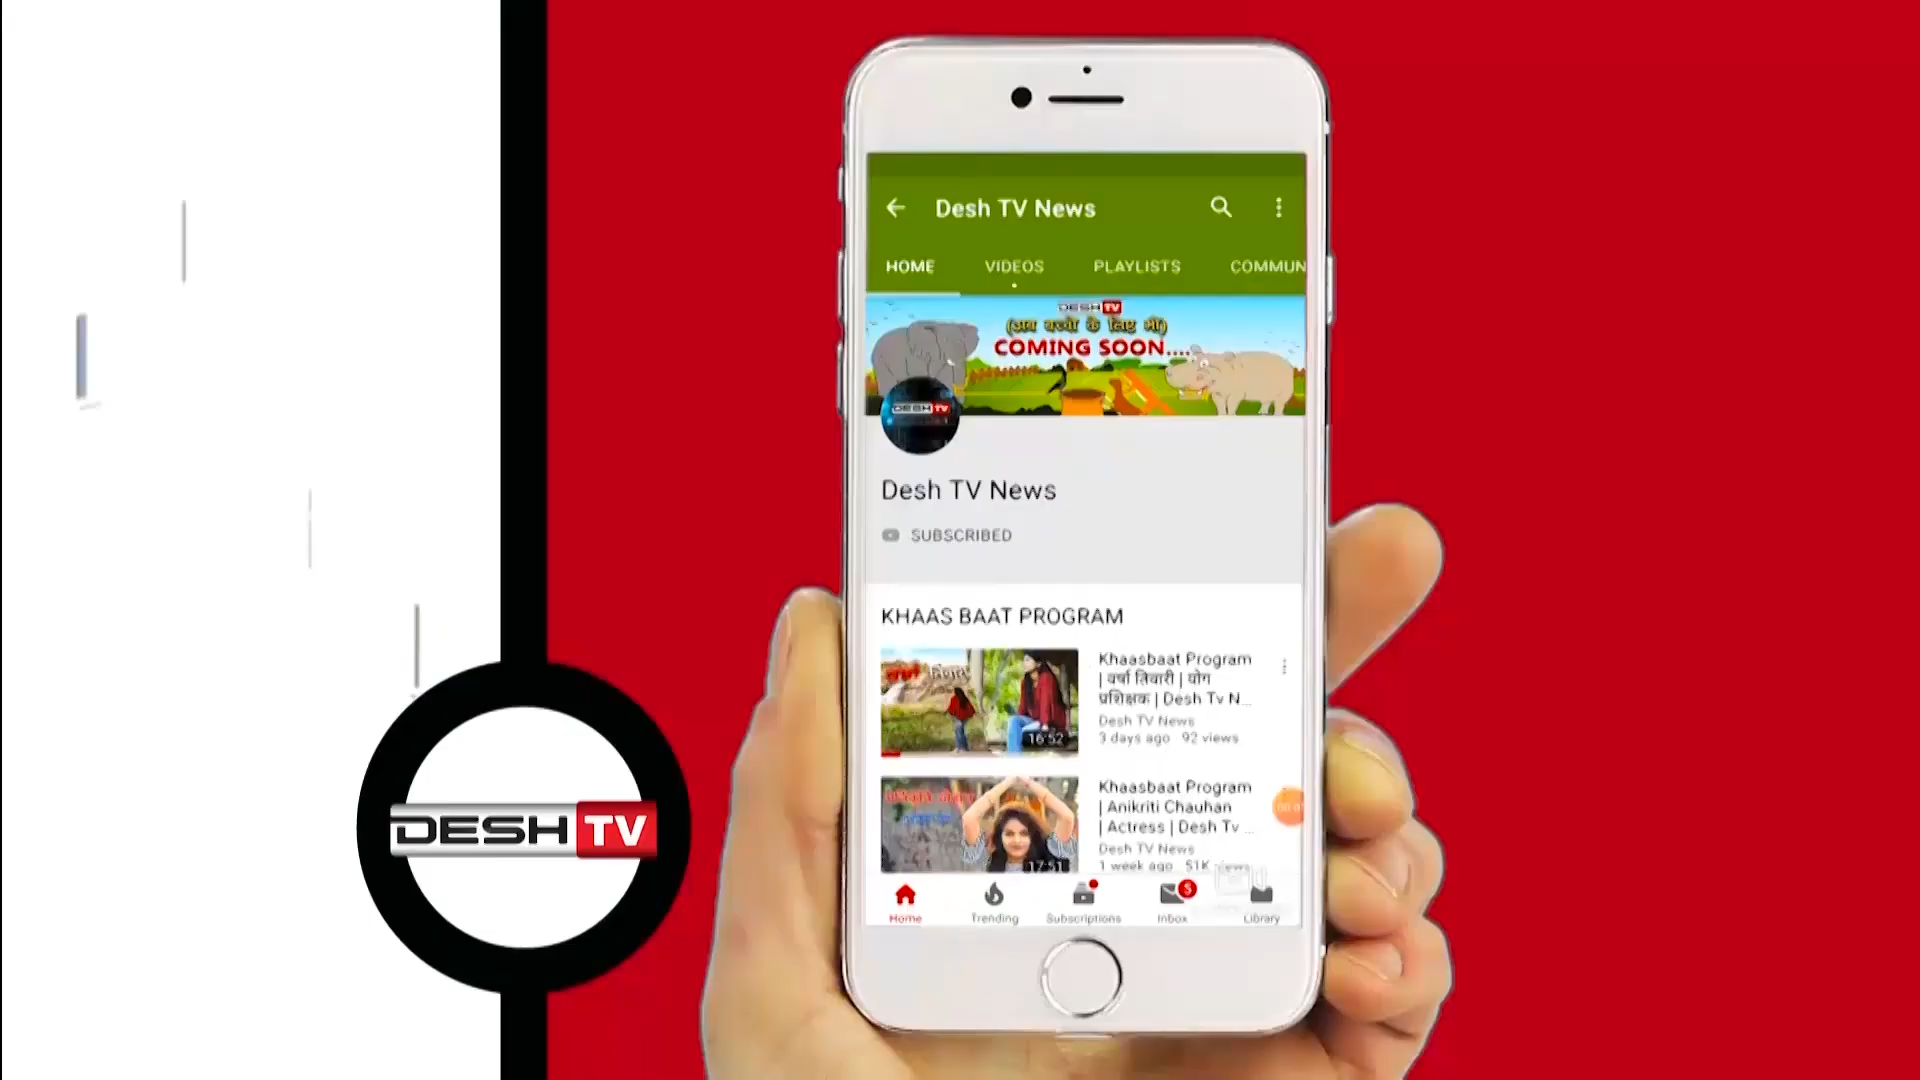 Desh TV News
HOME VIDEOS PLAYLISTS COMMUN
DESH TV
(अब बच्चो के लिए भी)
COMING SOON....
DESH TV
Desh TV News
SUBSCRIBED
KHAAS BAAT PROGRAM
Khaasbaat Program
| वर्षा तिवारी | योग
प्रशिक्षक | Desh Tv N...
Desh TV News
3 days ago 92 views
16:52
Khaasbaat Program
| Anikriti Chauhan
| Actress | Desh Tv ...
Desh TV News
1 week ago 51K views
17:51
5
Home Trending Subscriptions Inbox Library
DESH TV